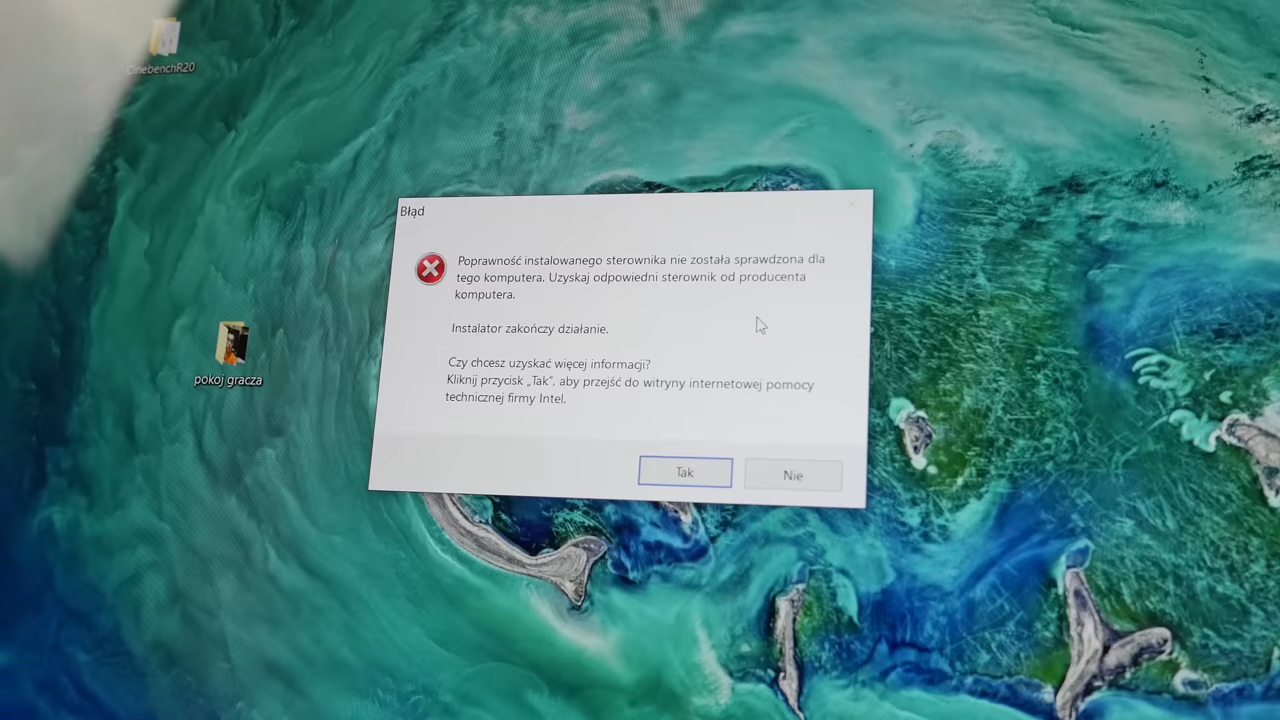 CinebenchR20
Błąd
Poprawność instalowanego sterownika nie została sprawdzona dla
tego komputera. Uzyskaj odpowiedni sterownik od producenta
komputera.
Instalator zakończy działanie.
Czy chcesz uzyskać więcej informacji?
Kliknij przycisk „Tak”, aby przejść do witryny internetowej pomocy
technicznej firmy Intel.
pokoj gracza
Tak
Nie